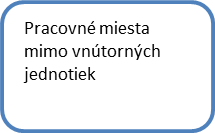 Pracovné miesta
mimo vnútorných
jednotiek